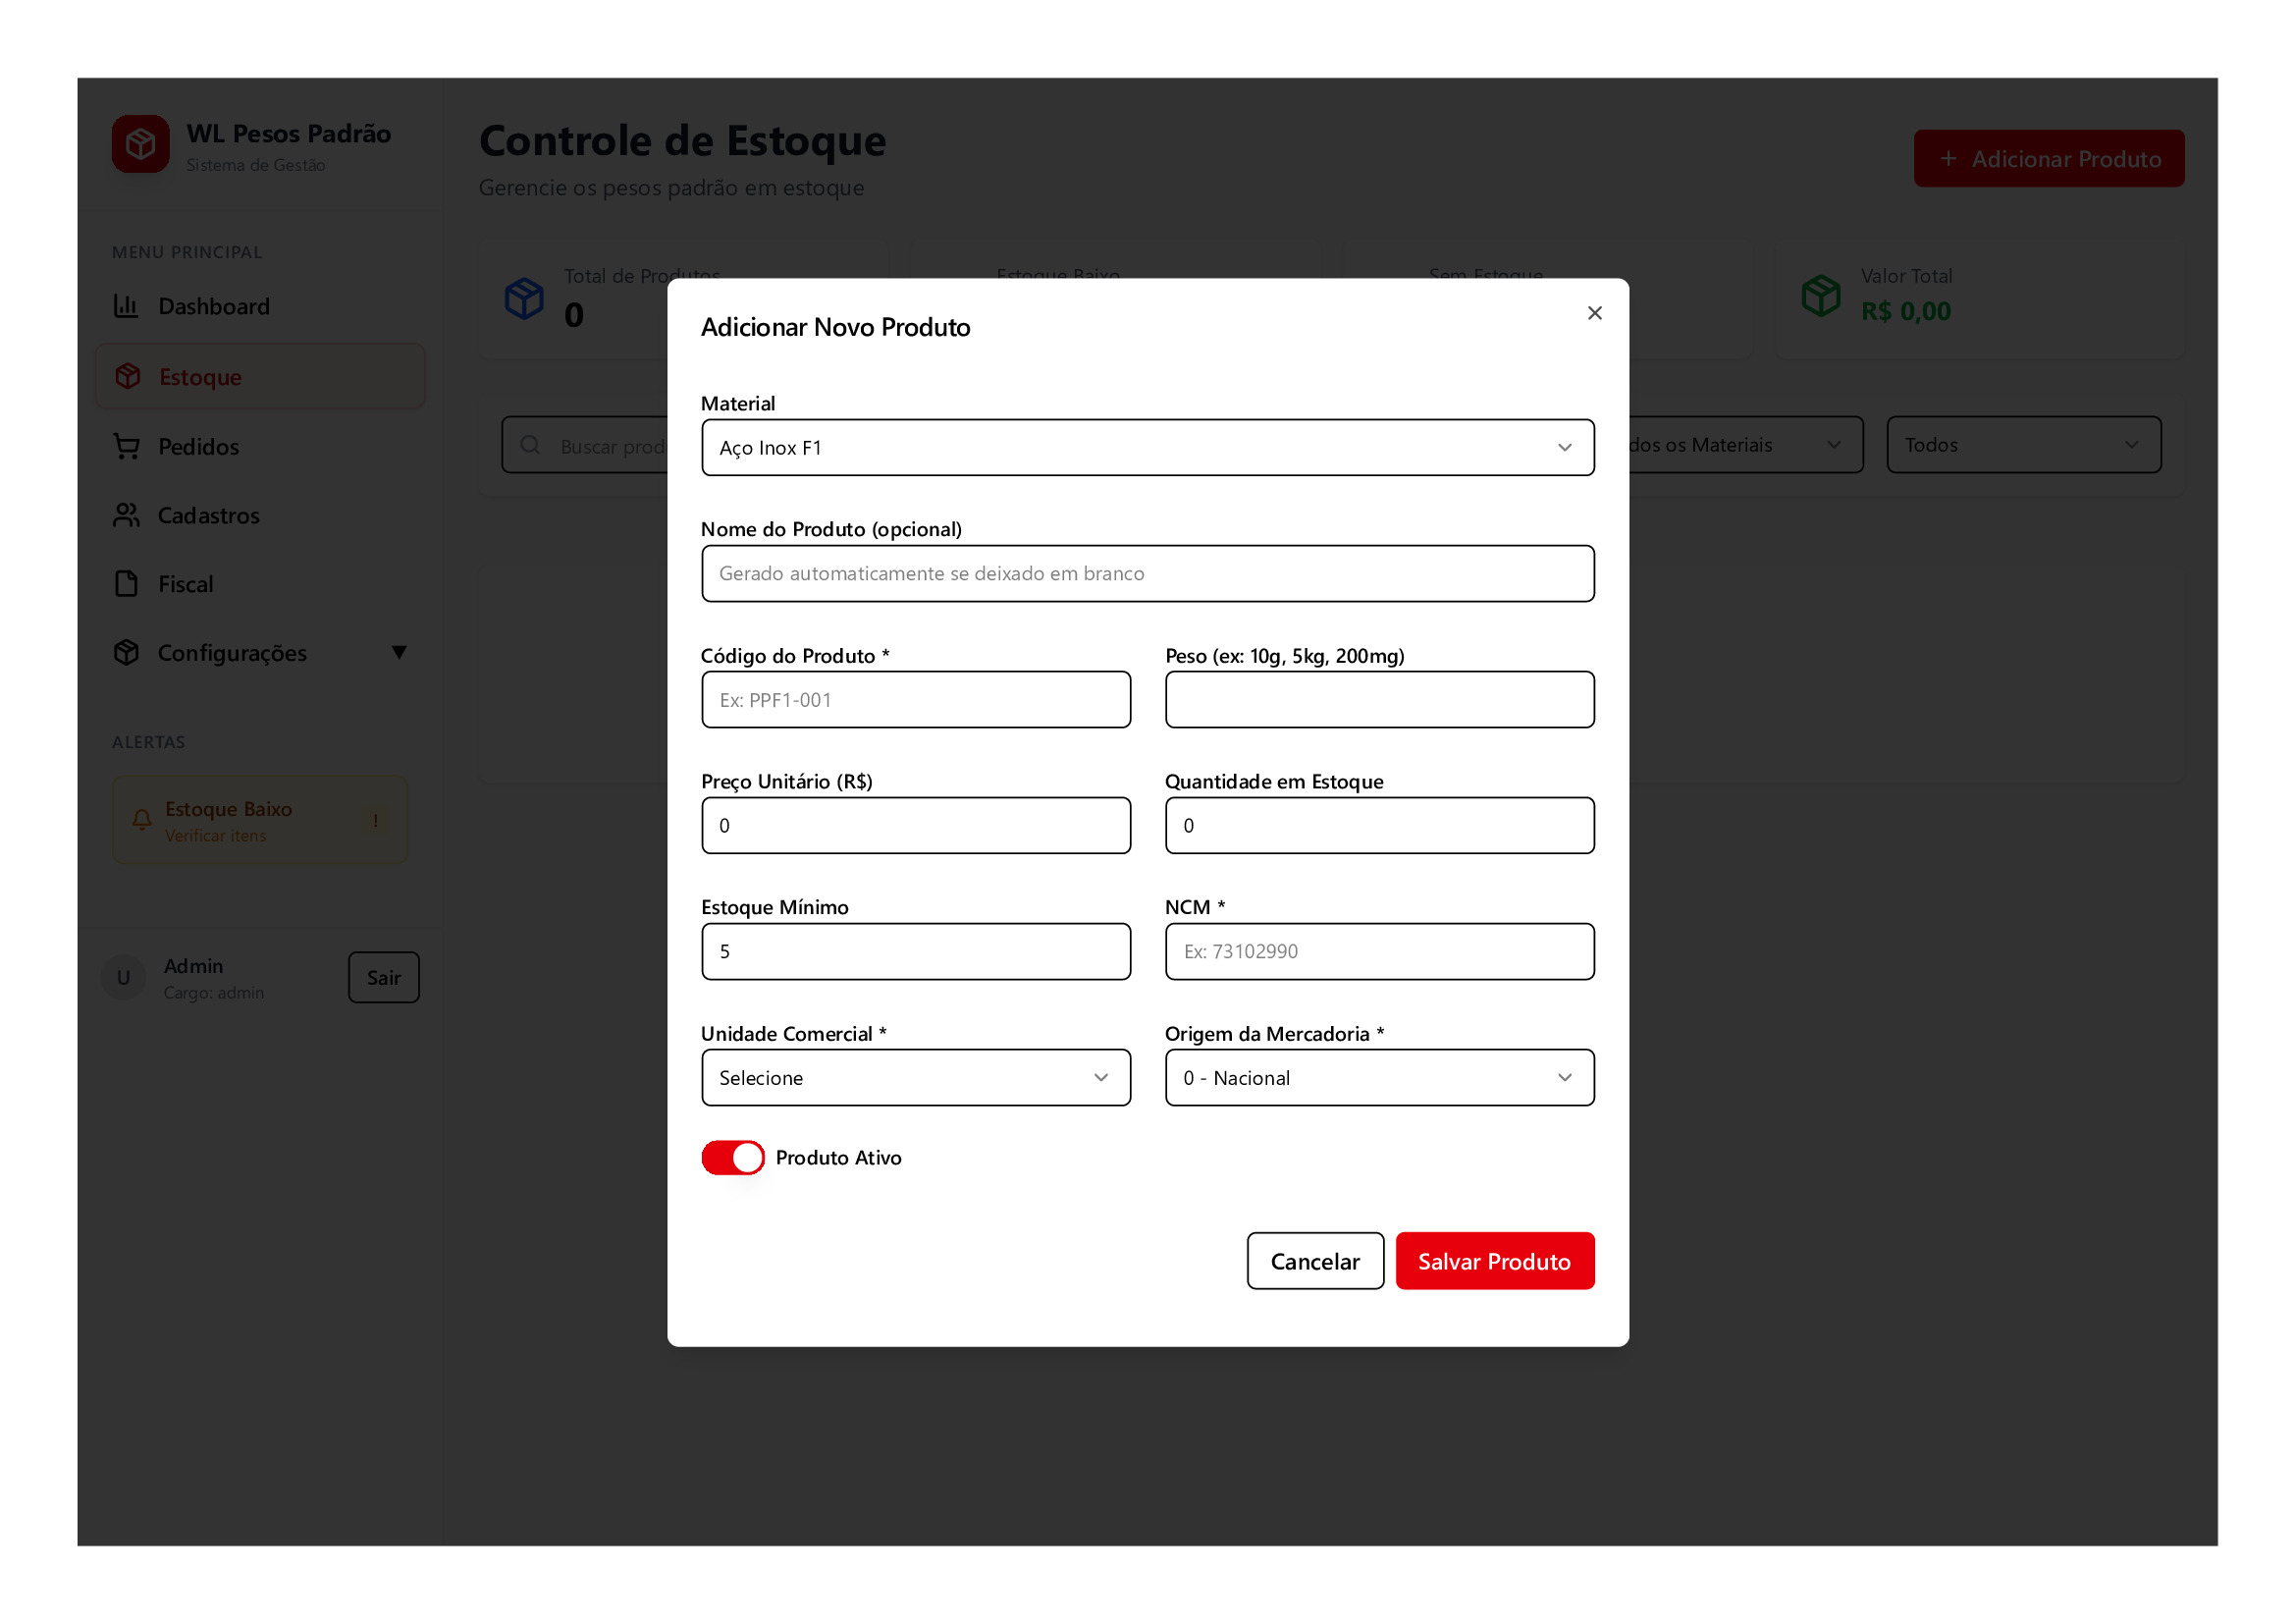 WL Pesos Padrão
Sistema de Gestão
MENU PRINCIPAL
Dashboard
Estoque
Pedidos
Cadastros
Fiscal
Configurações
ALERTAS
Estoque Baixo
Verificar itens
!
U
Admin
Cargo: admin
Sair
Controle de Estoque
Gerencie os pesos padrão em estoque
+ Adicionar Produto
Total de Produtos
0
Estoque Baixo
Sem Estoque
Valor Total
R$ 0,00
Buscar prod
dos os Materiais
Todos
Adicionar Novo Produto
Material
Aço Inox F1
Nome do Produto (opcional)
Gerado automaticamente se deixado em branco
Código do Produto *
Ex: PPF1-001
Peso (ex: 10g, 5kg, 200mg)
Preço Unitário (R$)
0
Quantidade em Estoque
0
Estoque Mínimo
5
NCM *
Ex: 73102990
Unidade Comercial *
Selecione
Origem da Mercadoria *
0 - Nacional
Produto Ativo
Cancelar
Salvar Produto